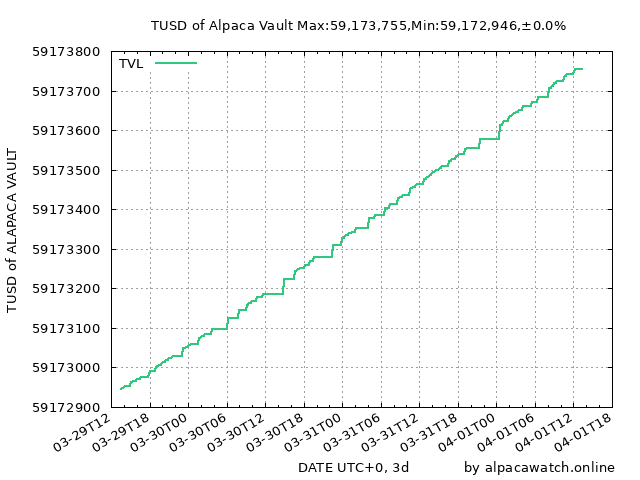 TUSD of Alpaca Vault Max:59,173,755,Min:59,172,946,±0.0%
TVL
59173800
59173700
59173600
59173500
59173400
59173300
59173200
59173100
59173000
59172900
TUSD of ALAPACA VAULT
03-29T12
03-29T18
03-30T00
03-30T06
03-30T12
03-30T18
03-31T00
03-31T06
03-31T12
03-31T18
04-01T00
04-01T06
04-01T12
04-01T18
DATE UTC+0, 3d
by alpacawatch.online